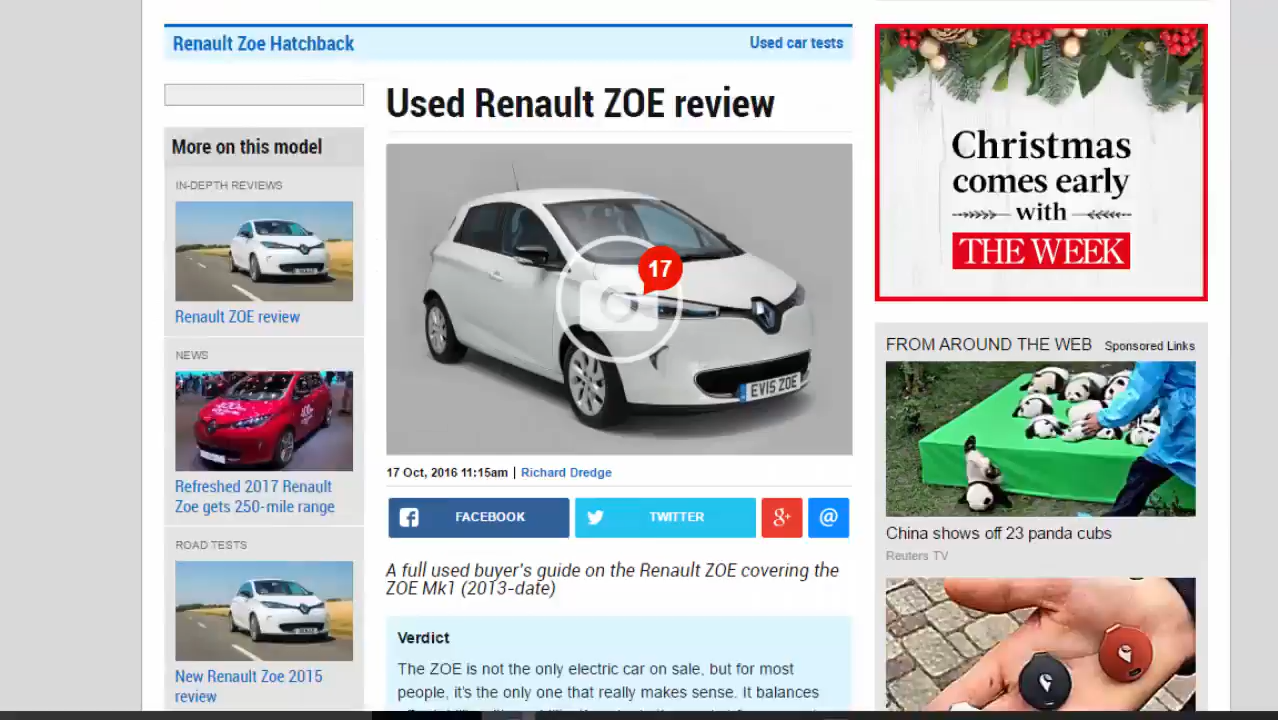 Renault Zoe Hatchback
Used car tests
More on this model
IN-DEPTH REVIEWS
Renault ZOE review
NEWS
Refreshed 2017 Renault
Zoe gets 250-mile range
ROAD TESTS
New Renault Zoe 2015
review
Used Renault ZOE review
17
EV15 ZOE
17 Oct, 2016 11:15am | Richard Dredge
FACEBOOK
TWITTER
g+
@
A full used buyer's guide on the Renault ZOE covering the
ZOE Mk1 (2013-date)
Verdict
The ZOE is not the only electric car on sale, but for most
people, it's the only one that really makes sense. It balances
Christmas
comes early
with
THE WEEK
FROM AROUND THE WEB Sponsored Links
China shows off 23 panda cubs
Reuters TV